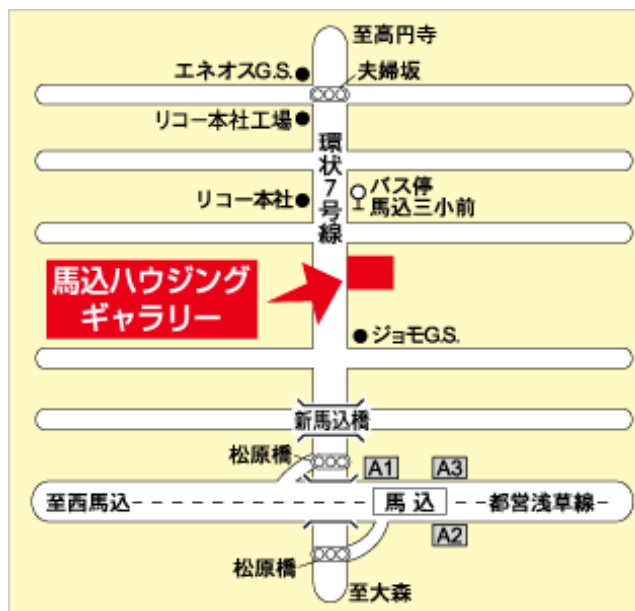 至高円寺
エネオスG.S.
夫婦坂
リコー本社工場
環状7号線
バス停
馬込三小前
リコー本社
馬込ハウジング
ギャラリー
ジョモG.S.
新馬込橋
松原橋
A1
A3
至西馬込
馬込
都営浅草線
A2
松原橋
至大森